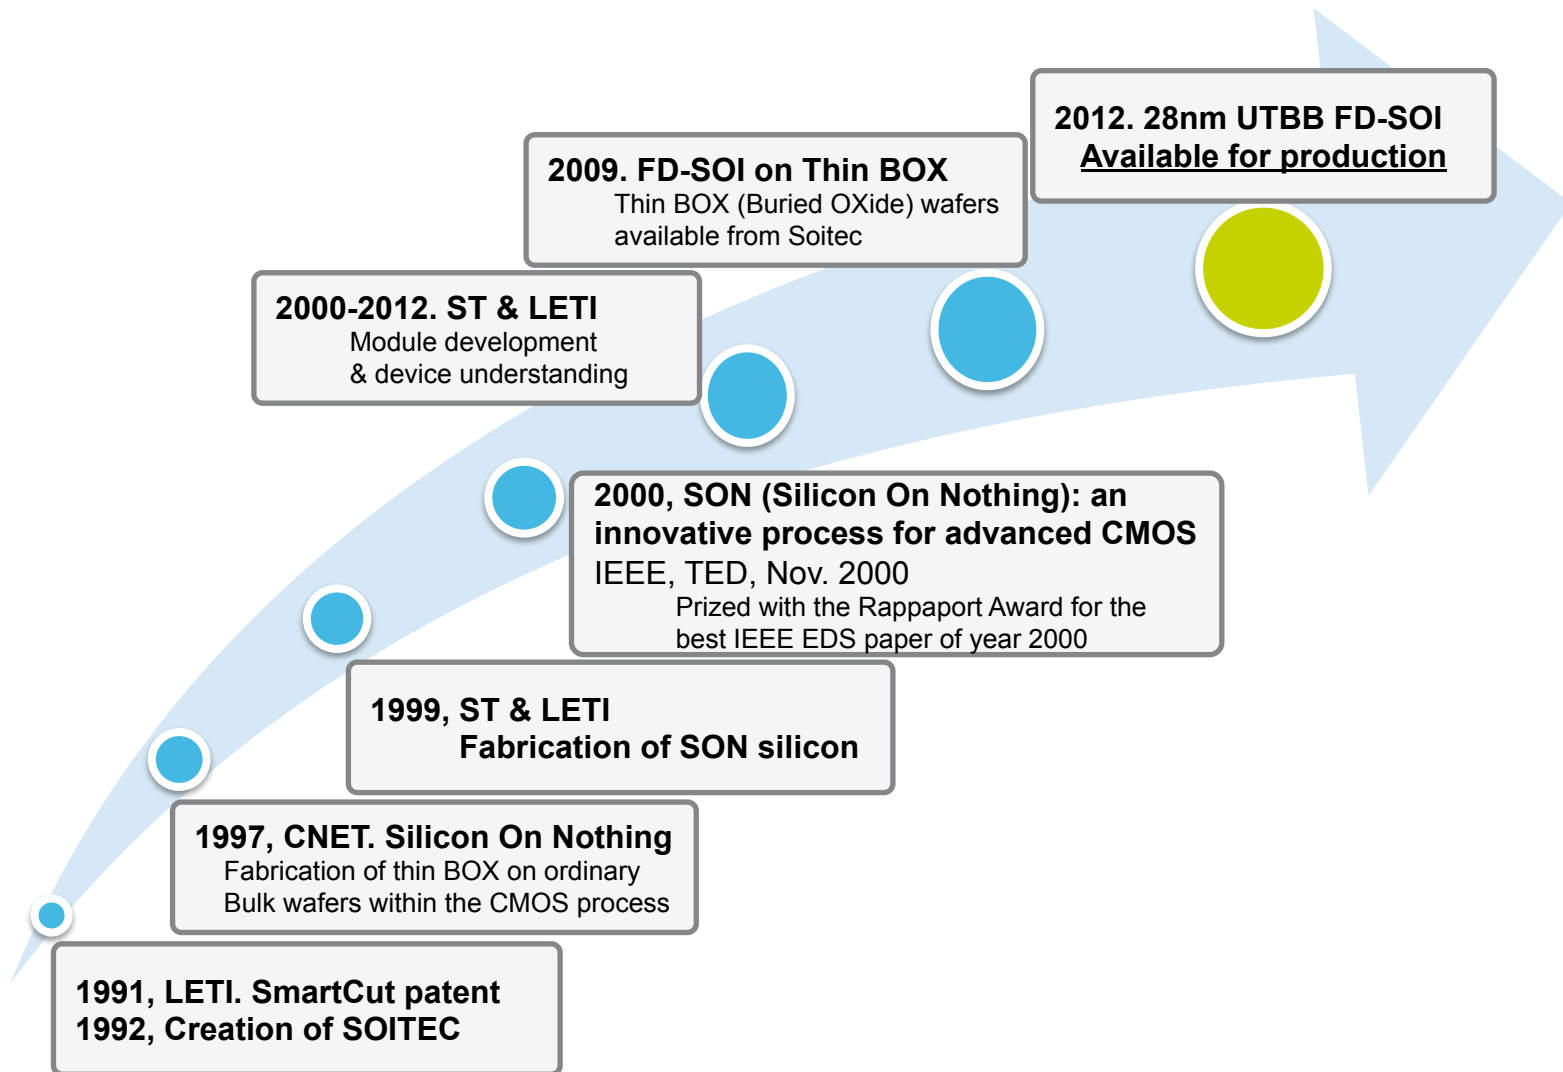 2012. 28nm UTBB FD-SOI
Available for production
2009. FD-SOI on Thin BOX
Thin BOX (Buried OXide) wafers
available from Soitec
2000-2012. ST & LETI
Module development
& device understanding
2000, SON (Silicon On Nothing): an
innovative process for advanced CMOS
IEEE, TED, Nov. 2000
Prized with the Rappaport Award for the
best IEEE EDS paper of year 2000
1999, ST & LETI
Fabrication of SON silicon
1997, CNET. Silicon On Nothing
Fabrication of thin BOX on ordinary
Bulk wafers within the CMOS process
1991, LETI. SmartCut patent
1992, Creation of SOITEC